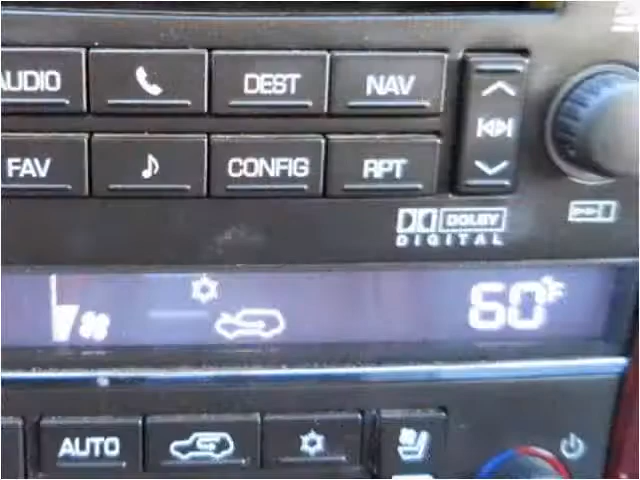 AUDIO DEST NAV
FAV CONFIG RPT
DOLBY
DIGITAL
60°F
AUTO